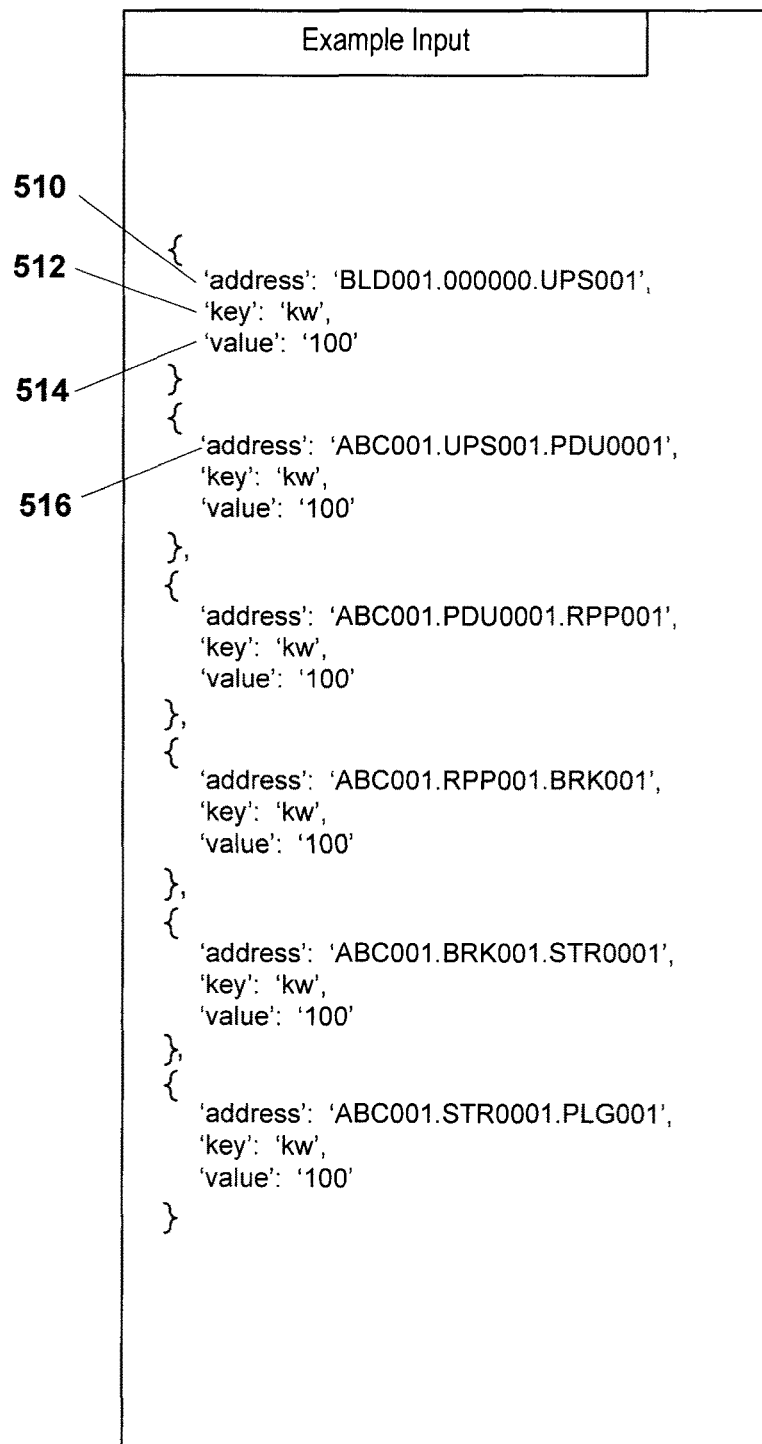 Example Input
510
{
512
‘address’: ‘BLD001.000000.UPS001’,
‘key’: ‘kw’,
‘value’: ‘100’
514
}
{
‘address’: ‘ABC001.UPS001.PDU0001’,
‘key’: ‘kw’,
516
‘value’: ‘100’
},
{
‘address’: ‘ABC001.PDU0001.RPP001’,
‘key’: ‘kw’,
‘value’: ‘100’
},
{
‘address’: ‘ABC001.RPP001.BRK001’,
‘key’: ‘kw’,
‘value’: ‘100’
},
{
‘address’: ‘ABC001.BRK001.STR0001’,
‘key’: ‘kw’,
‘value’: ‘100’
},
{
‘address’: ‘ABC001.STR0001.PLG001’,
‘key’: ‘kw’,
‘value’: ‘100’
}